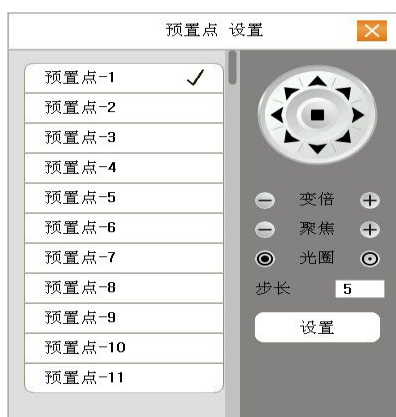 预置点 设置
预置点-1
预置点-2
预置点-3
预置点-4
预置点-5
预置点-6
预置点-7
预置点-8
预置点-9
预置点-10
预置点-11
变倍
聚焦
光圈
步长 5
设置